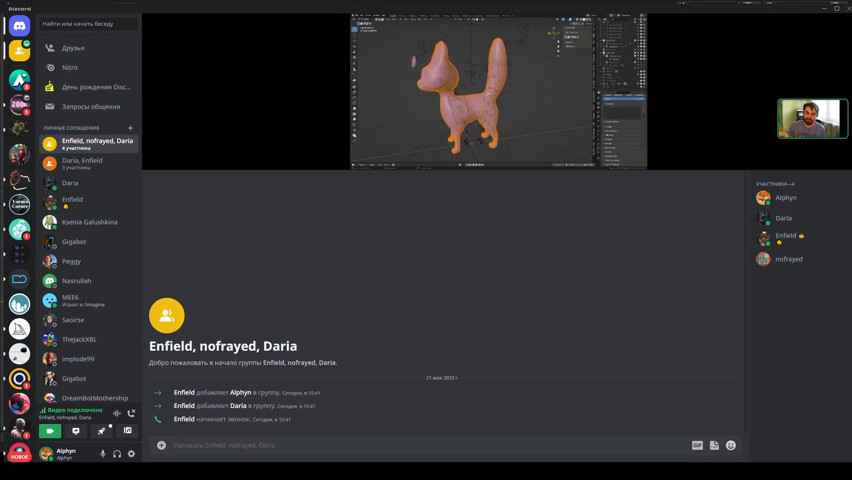 Discord
Найти или начать беседу
Друзья
Nitro
День рождения Disc...
Запросы общения
ЛИЧНЫЕ СООБЩЕНИЯ
Enfield, nofrayed, Daria
4 участника
Daria, Enfield
3 участника
Daria
Enfield
Ksenia Galushkina
Gigabot
Peggy
Nasrullah
MEE6
Играет в /imagine
Saoirse
TheJackXBL
implode99
Gigabot
DreamBotMothership
Видео подключено
Enfield, nofrayed, Daria
Alphyn
Alphyn
НОВОЕ
Enfield, nofrayed, Daria
Добро пожаловать в начало группы Enfield, nofrayed, Daria.
21 мая 2023 г.
Enfield добавляет Alphyn в группу. Сегодня, в 15:41
Enfield добавляет Daria в группу. Сегодня, в 15:41
Enfield начинает звонок. Сегодня, в 15:41
Написать Enfield, nofrayed, Daria
GIF
УЧАСТНИКИ—4
Alphyn
Daria
Enfield
nofrayed